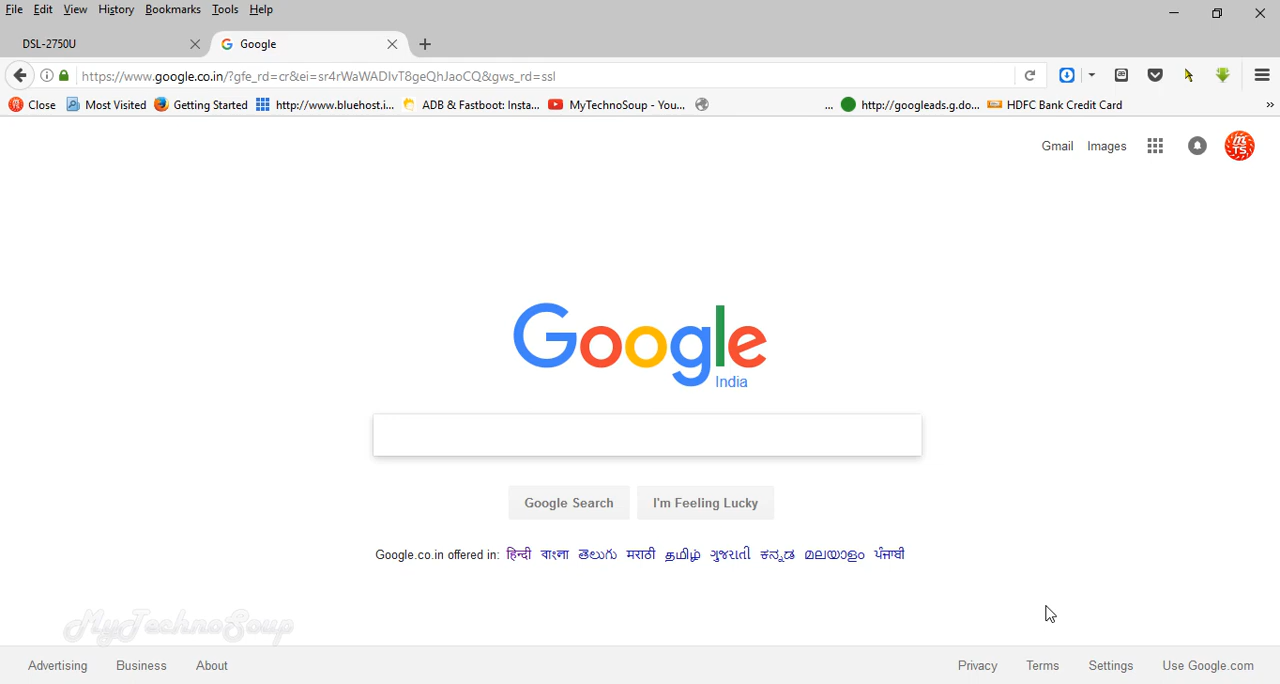 File Edit View History Bookmarks Tools Help
DSL-2750U Google
https://www.google.co.in/?gfe_rd=cr&ei=sr4rWaWADIvT8geQhJaoCQ&gws_rd=ssl
Close Most Visited Getting Started http://www.bluehost.i... ADB & Fastboot: Insta... MyTechnoSoup - You... ... http://googleads.g.do... HDFC Bank Credit Card »
Gmail Images mTS
Google
India
Google Search I'm Feeling Lucky
Google.co.in offered in: हिन्दी বাংলা తెలుగు मराठी தமிழ் ગુજરાતી ಕನ್ನಡ മലയാളം ਪੰਜਾਬੀ
MyTechnoSoup
Advertising Business About Privacy Terms Settings Use Google.com